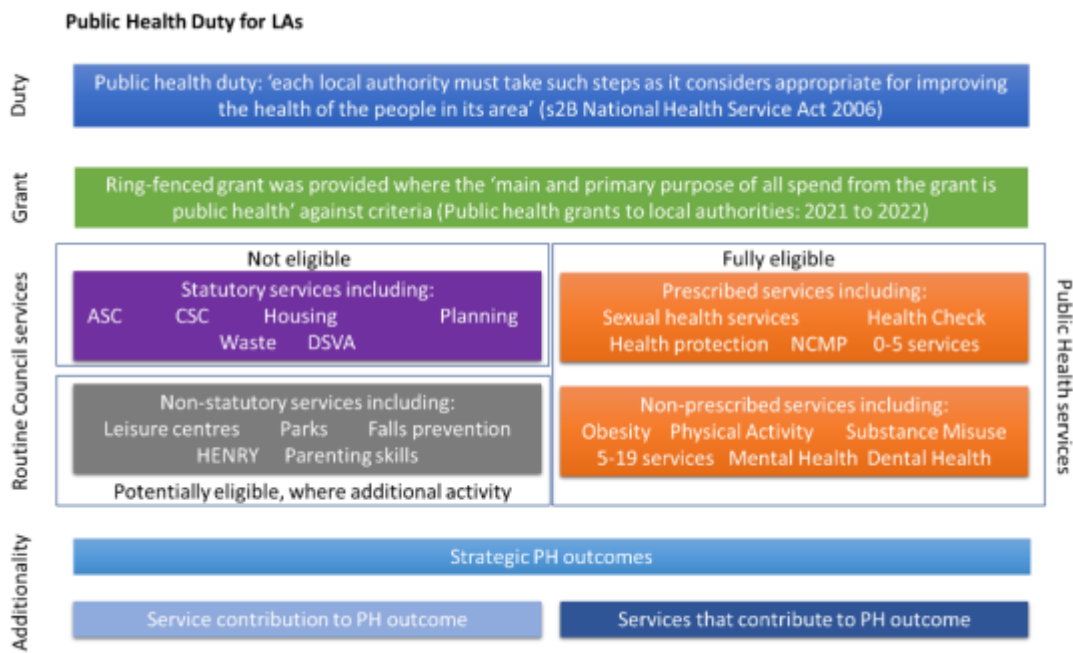 Public Health Duty for LAs
Duty
Public health duty: ‘each local authority must take such steps as it considers appropriate for improving
the health of the people in its area’ (s2B National Health Service Act 2006)
Grant
Ring-fenced grant was provided where the ‘main and primary purpose of all spend from the grant is
public health’ against criteria (Public health grants to local authorities: 2021 to 2022)
Routine Council services
Not eligible
Statutory services including:
ASC CSC Housing Planning
Waste DSVA
Non-statutory services including:
Leisure centres Parks Falls prevention
HENRY Parenting skills
Potentially eligible, where additional activity
Fully eligible
Prescribed services including:
Sexual health services Health Check
Health protection NCMP 0-5 services
Non-prescribed services including:
Obesity Physical Activity Substance Misuse
5-19 services Mental Health Dental Health
Public Health services
Additionality
Strategic PH outcomes
Service contribution to PH outcome
Services that contribute to PH outcome